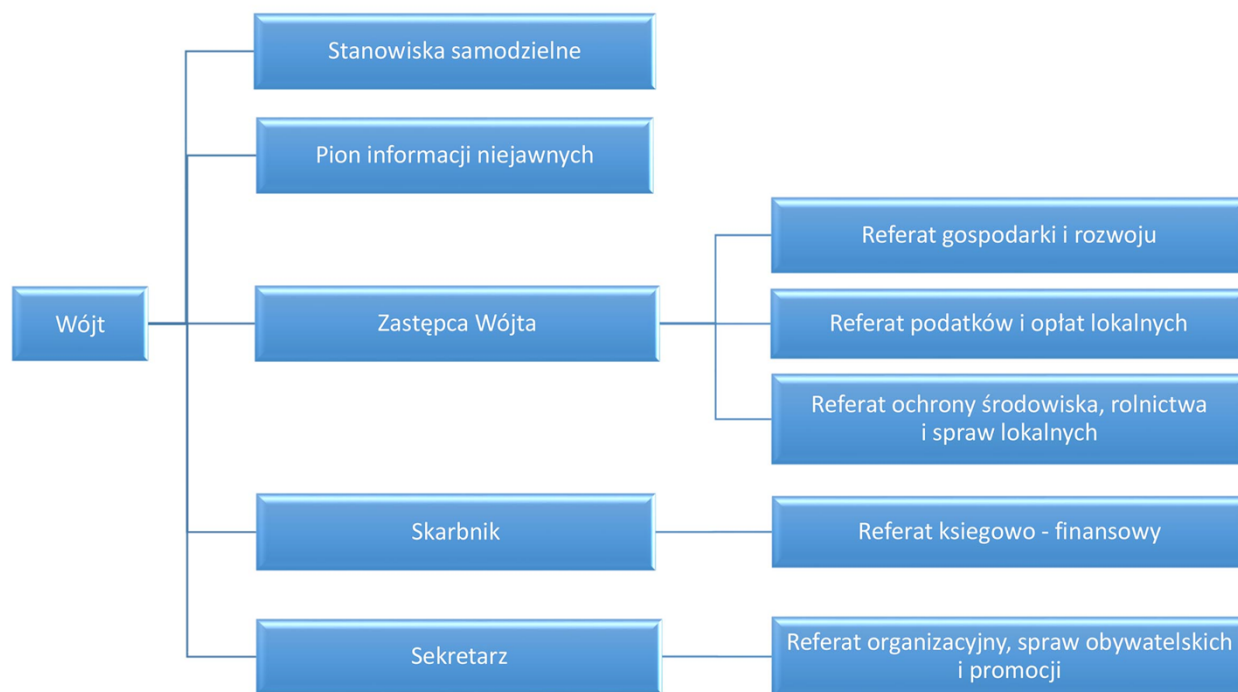 Stanowiska samodzielne
Pion informacji niejawnych
Wójt
Zastępca Wójta
Referat gospodarki i rozwoju
Referat podatków i opłat lokalnych
Referat ochrony środowiska, rolnictwa
i spraw lokalnych
Skarbnik
Referat ksiegowo - finansowy
Sekretarz
Referat organizacyjny, spraw obywatelskich
i promocji